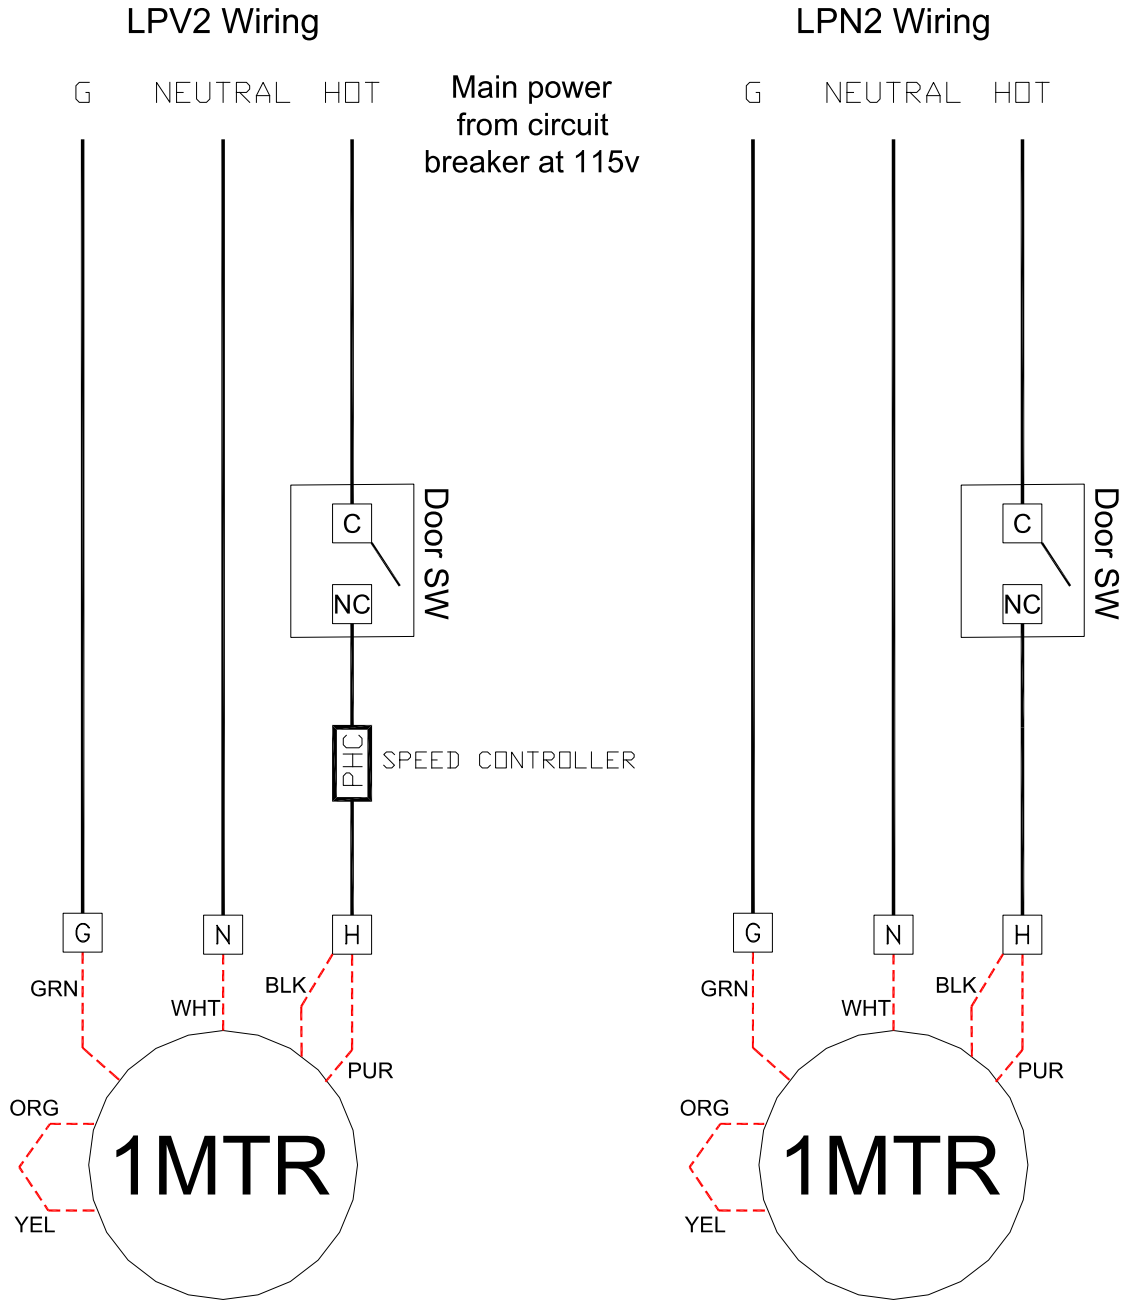 LPV2 Wiring
G NEUTRAL HOT
Main power
from circuit
breaker at 115v
C
NC
Door SW
PHC
SPEED CONTROLLER
G
N
H
GRN
WHT
BLK
PUR
ORG
YEL
1MTR
LPN2 Wiring
G NEUTRAL HOT
C
NC
Door SW
G
N
H
GRN
WHT
BLK
PUR
ORG
YEL
1MTR